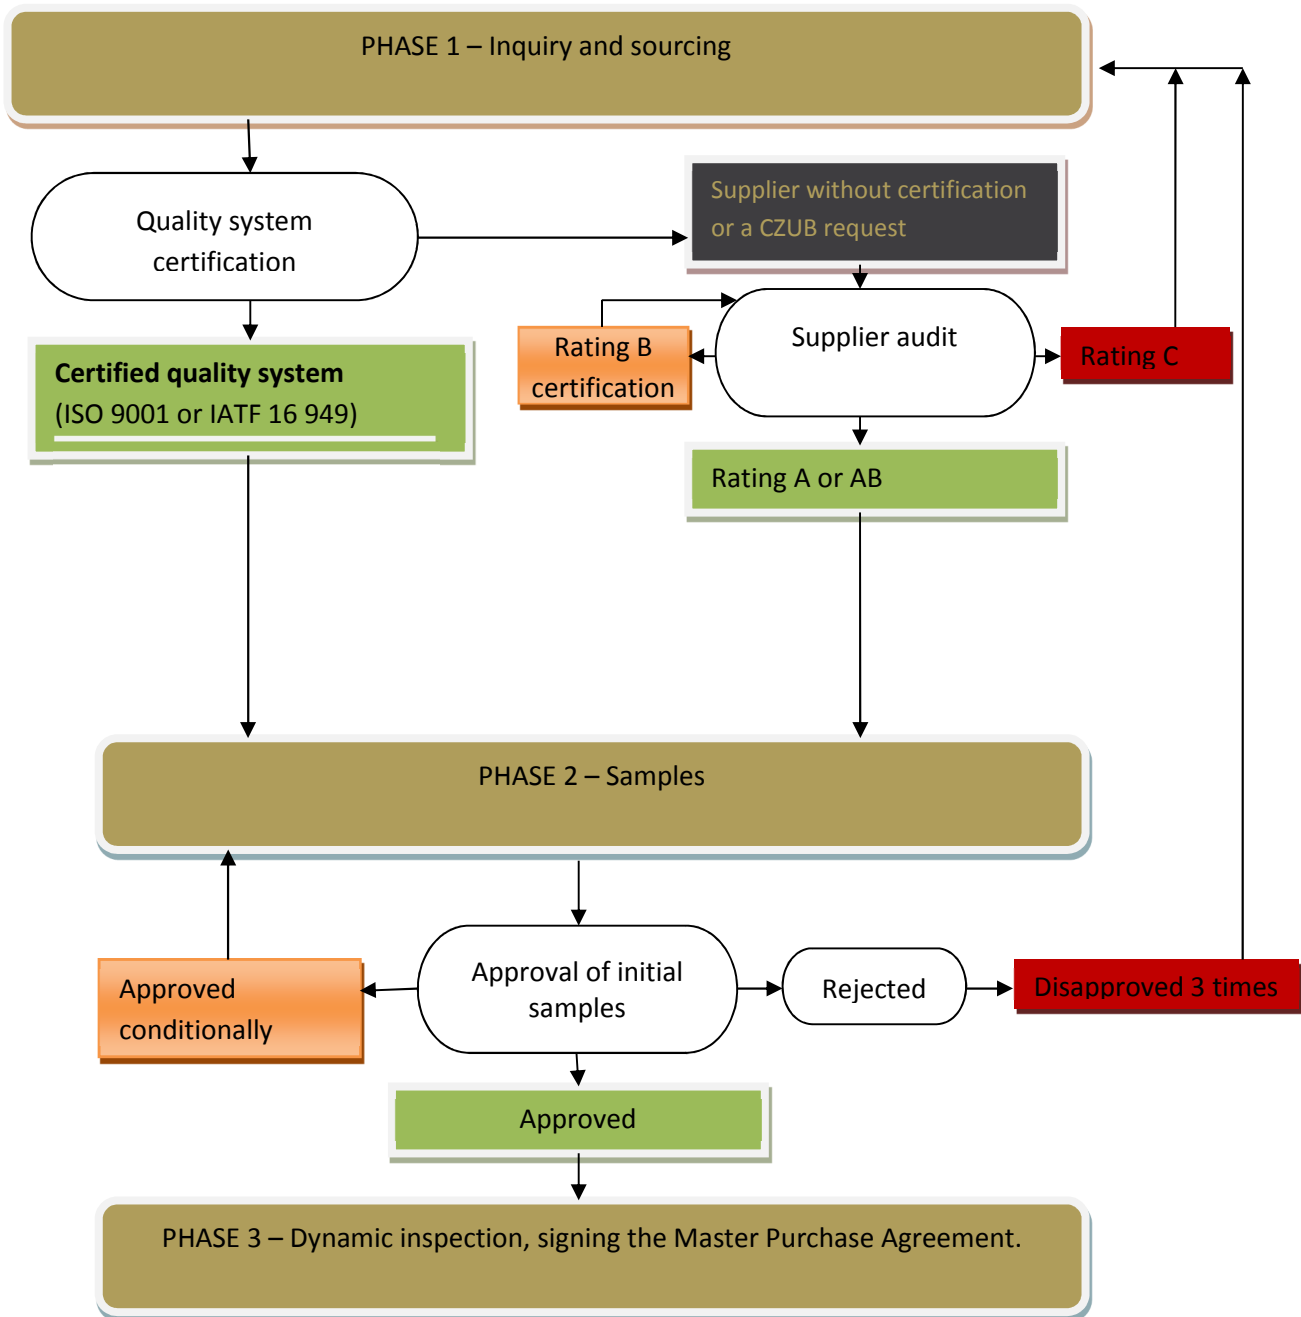 PHASE 1 – Inquiry and sourcing
Quality system
certification
Supplier without certification
or a CZUB request
Supplier audit
Rating B
certification
Rating C
Certified quality system
(ISO 9001 or IATF 16 949)
Rating A or AB
PHASE 2 – Samples
Approved
conditionally
Approval of initial
samples
Rejected
Disapproved 3 times
Approved
PHASE 3 – Dynamic inspection, signing the Master Purchase Agreement.